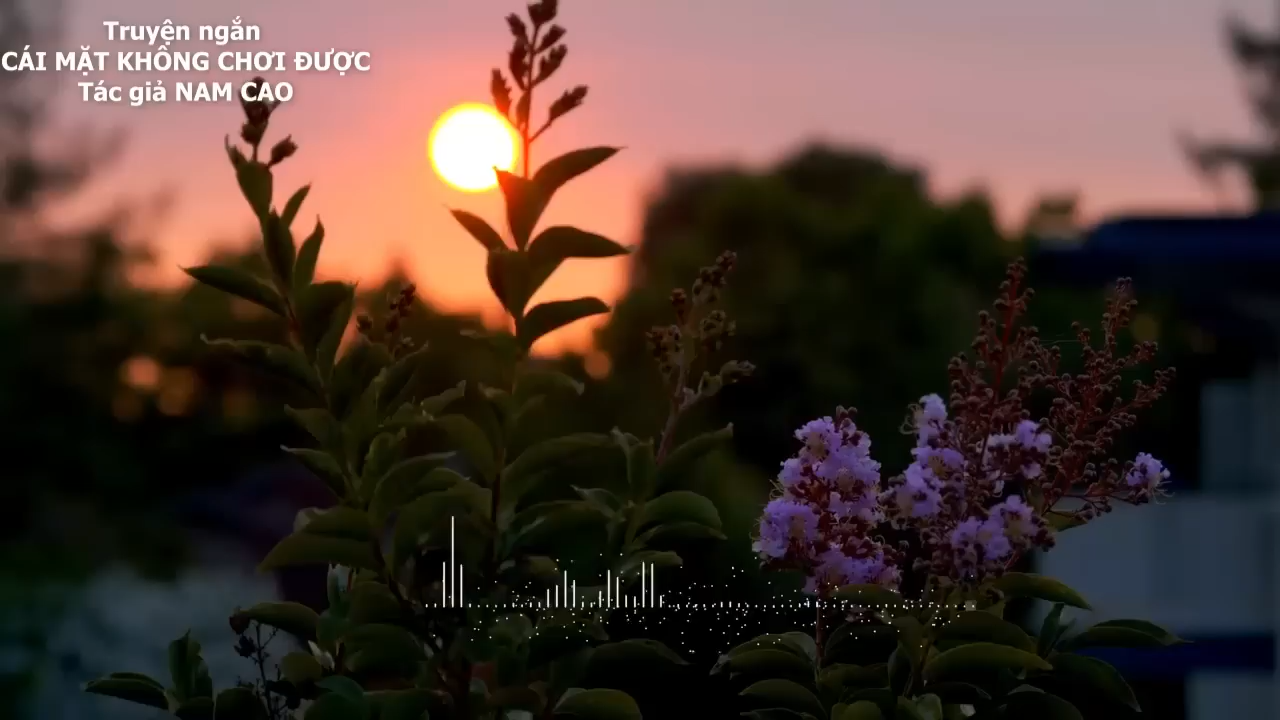 Truyện ngắn
CÁI MẶT KHÔNG CHƠI ĐƯỢC
Tác giả NAM CAO